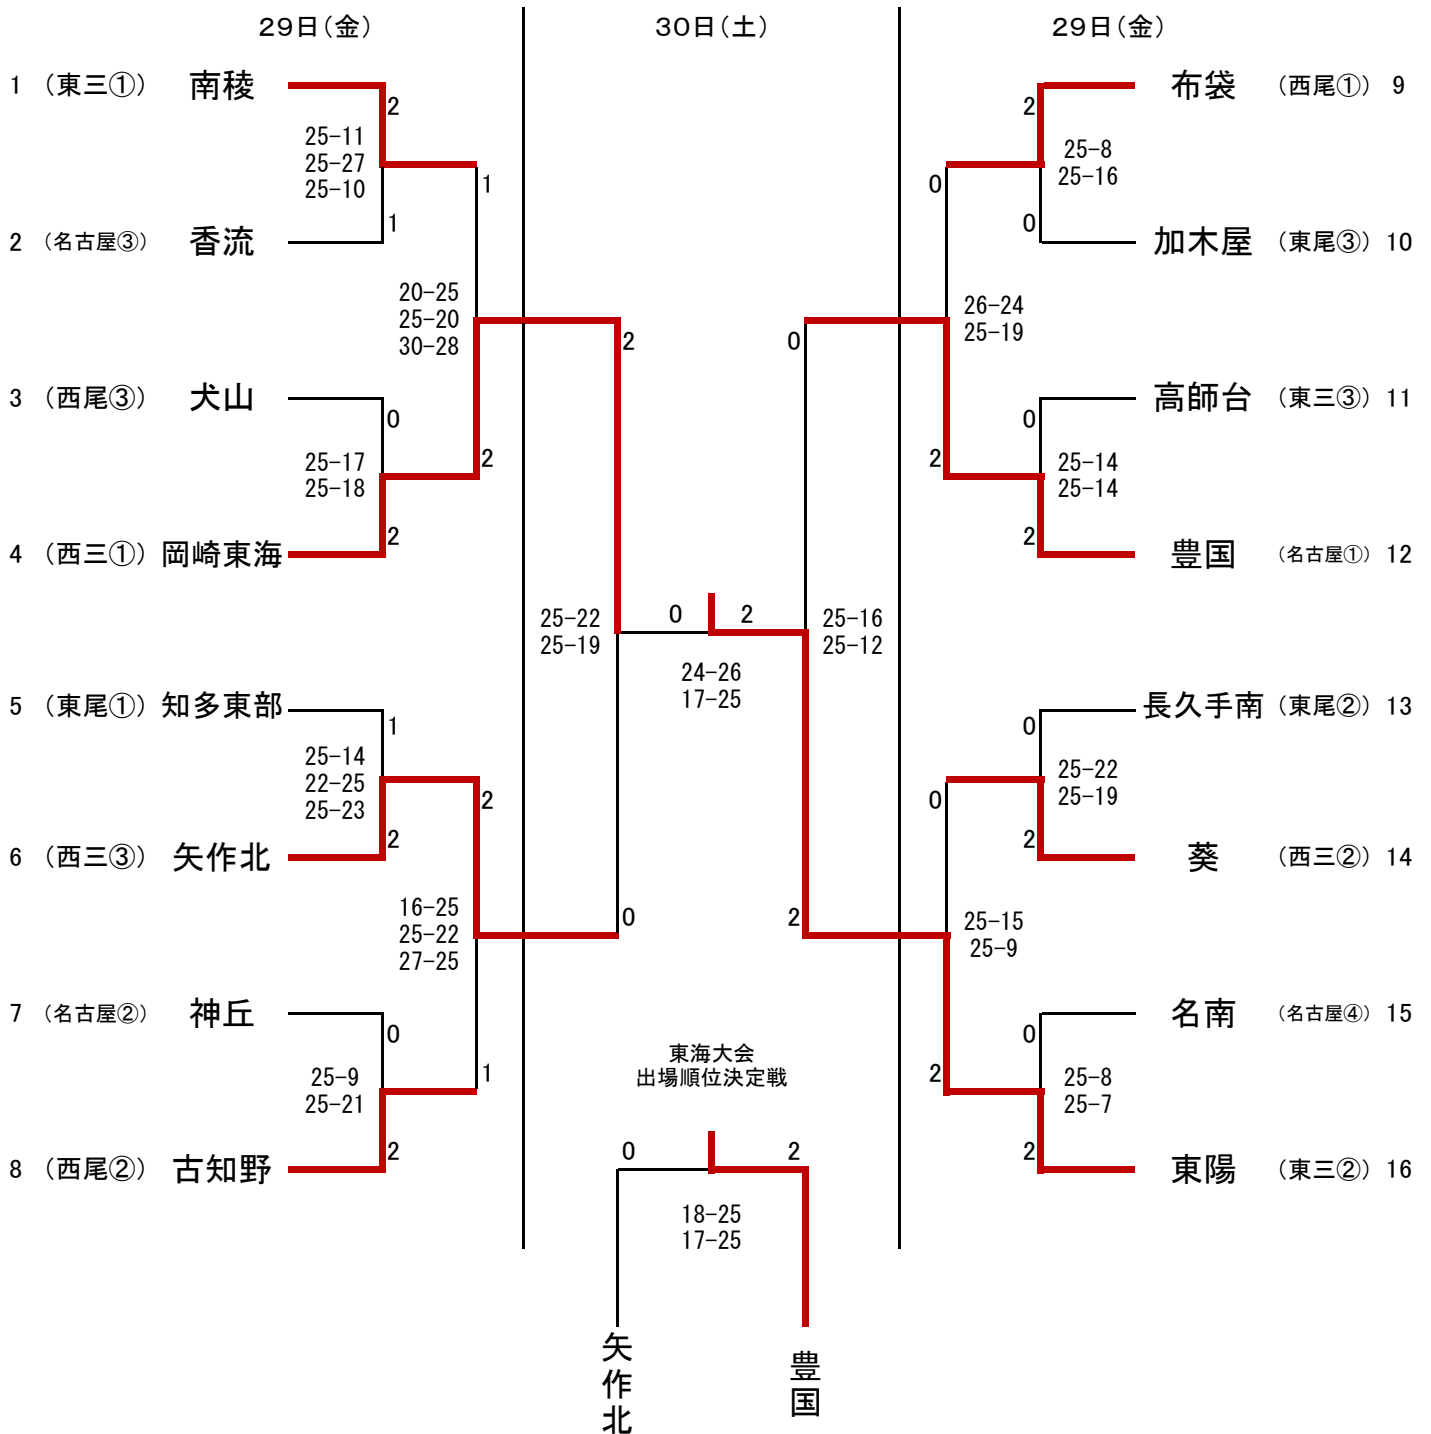 29日(金)
30日(土)
29日(金)
1 (東三①) 南稜
2
25-11
25-27
25-10
1
1
2 (名古屋③) 香流
20-25
25-20
30-28
3 (西尾③) 犬山
0
25-17
25-18
2
2
4 (西三①) 岡崎東海
5 (東尾①) 知多東部
1
25-14
22-25
25-23
2
2
6 (西三③) 矢作北
16-25
25-22
27-25
7 (名古屋②) 神丘
0
25-9
25-21
1
2
8 (西尾②) 古知野
2
25-22
25-19
0
0 2
24-26
17-25
0
25-16
25-12
2
東海大会
出場順位決定戦
0 2
18-25
17-25
矢作北
豊国
布袋 (西尾①) 9
2
25-8
25-16
0
0
加木屋 (東尾③) 10
26-24
25-19
高師台 (東三③) 11
0
25-14
25-14
2
2
豊国 (名古屋①) 12
長久手南 (東尾②) 13
0
25-22
25-19
0
2
葵 (西三②) 14
25-15
25-9
名南 (名古屋④) 15
0
25-8
25-7
2
2
東陽 (東三②) 16